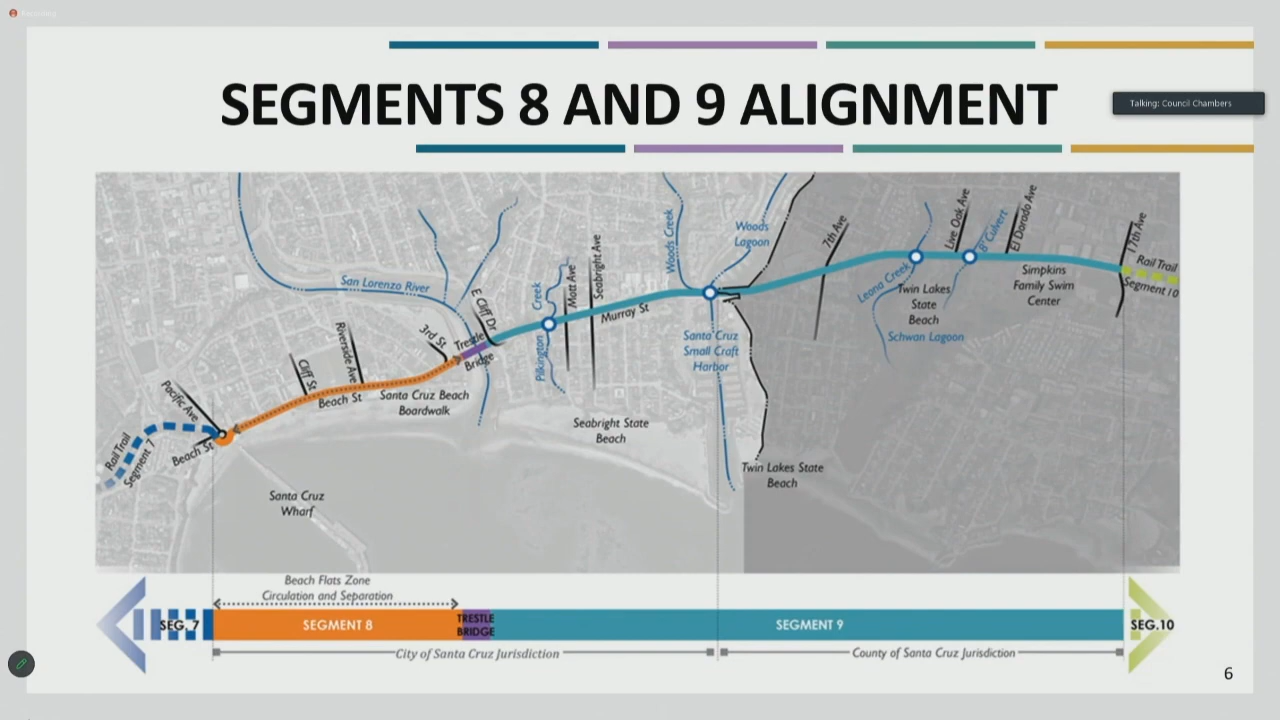 Recording
SEGMENTS 8 AND 9 ALIGNMENT
Talking: Council Chambers
San Lorenzo River
Woods Creek
Woods
Lagoon
7th Ave
Live Oak Ave
8" Culvert
El Dorado Ave
17th Ave
Rail Trail
Segment 10
Simpkins
Family Swim
Center
Leona Creek
Twin Lakes
State
Beach
Schwan Lagoon
Pilkington Creek
Mott Ave
Seabright Ave
Murray St
E Cliff Dr
3rd St
Trestle
Bridge
Riverside Ave
Cliff St
Pacific Ave
Beach St
Santa Cruz Beach
Boardwalk
Santa Cruz
Small Craft
Harbor
Seabright State
Beach
Twin Lakes State
Beach
Rail Trail
Segment 7
Beach St
Santa Cruz
Wharf
Beach Flats Zone
Circulation and Separation
SEG. 7
SEGMENT 8
TRESTLE
BRIDGE
SEGMENT 9
SEG.10
City of Santa Cruz Jurisdiction
County of Santa Cruz Jurisdiction
6